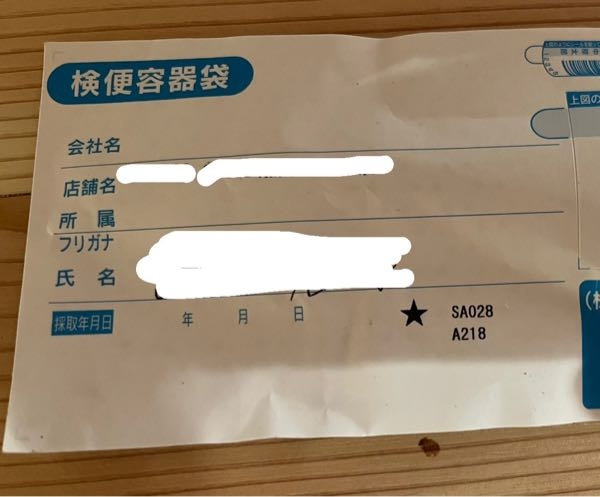 検便容器袋
会社名
店舗名
所属
フリガナ
氏名
採取年月日 年 月 日
★ SA028
A218
上図の